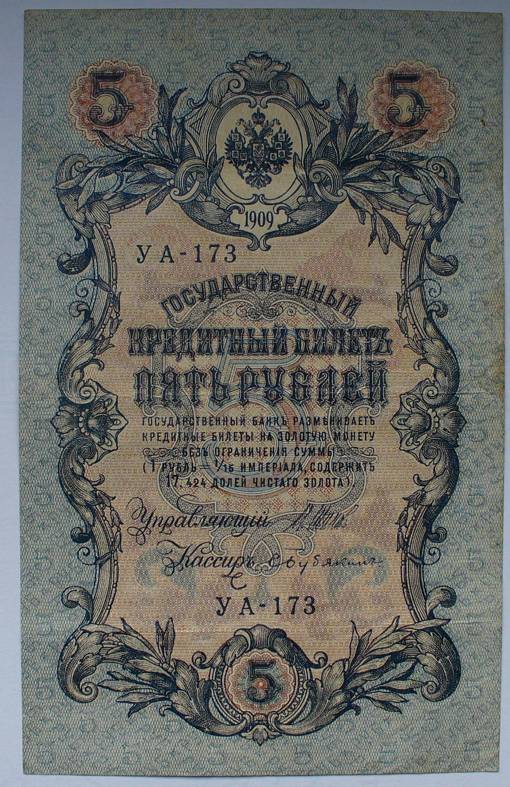 5 5
1909
УА-173
ГОСУДАРСТВЕННЫЙ
КРЕДИТНЫЙ БИЛЕТЪ
ПЯТЬ РУБЛЕЙ
ГОСУДАРСТВЕННЫЙ БАНКЪ РАЗМѢНИВАЕТЪ
КРЕДИТНЫЕ БИЛЕТЫ НА ЗОЛОТУЮ МОНЕТУ
БЕЗЪ ОГРАНИЧЕНІЯ СУММЫ
(1 РУБЛЬ = 1/15 ИМПЕРІАЛА, СОДЕРЖИТЪ
17,424 ДОЛЕЙ ЧИСТАГО ЗОЛОТА).
Управляющій
Кассиръ
УА-173
5